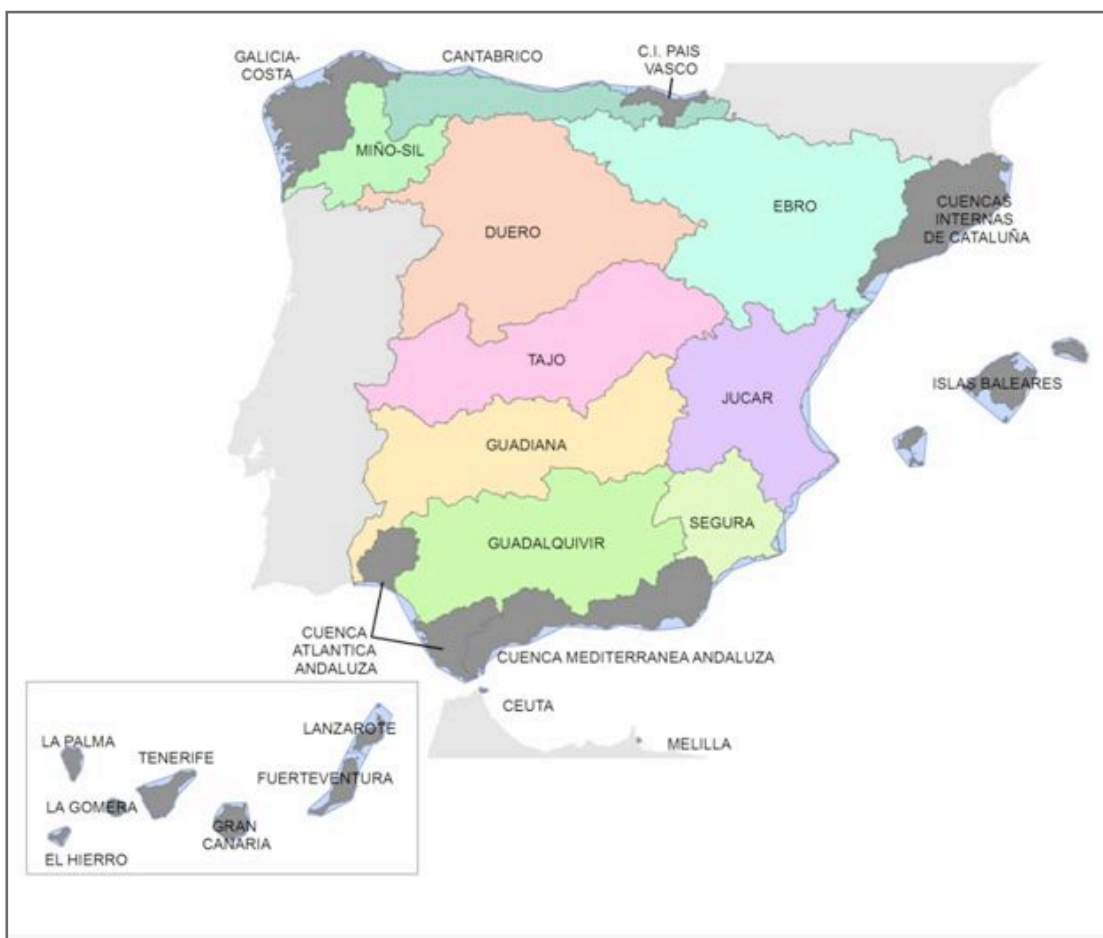 GALICIA-
COSTA
CANTABRICO
C.I. PAIS
VASCO
MIÑO-SIL
DUERO
EBRO
CUENCAS
INTERNAS
DE CATALUÑA
TAJO
JUCAR
ISLAS BALEARES
GUADIANA
SEGURA
GUADALQUIVIR
CUENCA
ATLANTICA
ANDALUZA
CUENCA MEDITERRANEA ANDALUZA
CEUTA
MELILLA
LA PALMA
TENERIFE
LANZAROTE
FUERTEVENTURA
LA GOMERA
GRAN
CANARIA
EL HIERRO